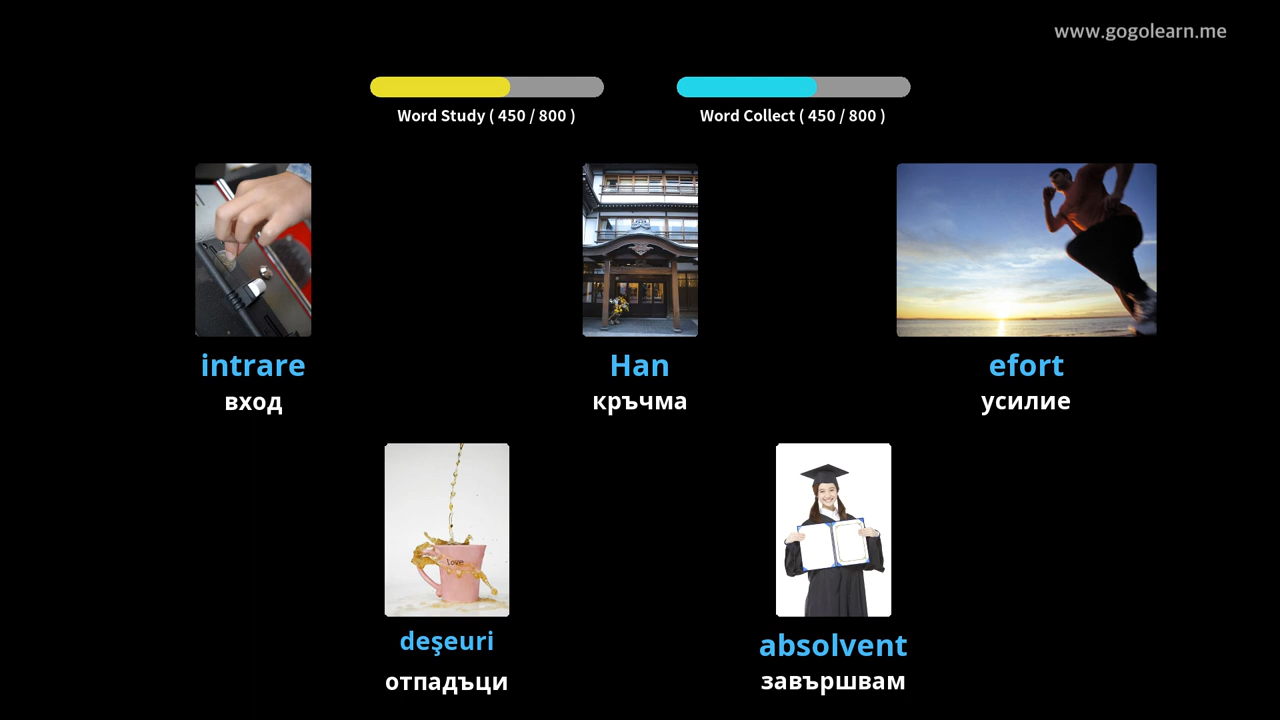 www.gogolearn.me
Word Study ( 450 / 800 )
Word Collect ( 450 / 800 )
intrare
вход
Han
кръчма
efort
усилие
love
deşeuri
отпадъци
absolvent
завършвам